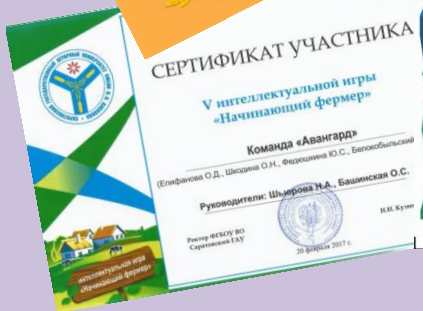 СЕРТИФИКАТ УЧАСТНИКА
V интеллектуальной игры
«Начинающий фермер»
Команда «Авангард»
(Епифанова О.Д., Шкодина О.Н., Федюшкина Ю.С., Белокобыльский
Руководители: Шьюрова Н.А., Башинская О.С.
Ректор ФГБОУ ВО
Саратовский ГАУ
Н.И.
20 февраля 2017 г.
интеллектуальная игра
«Начинающий фермер»